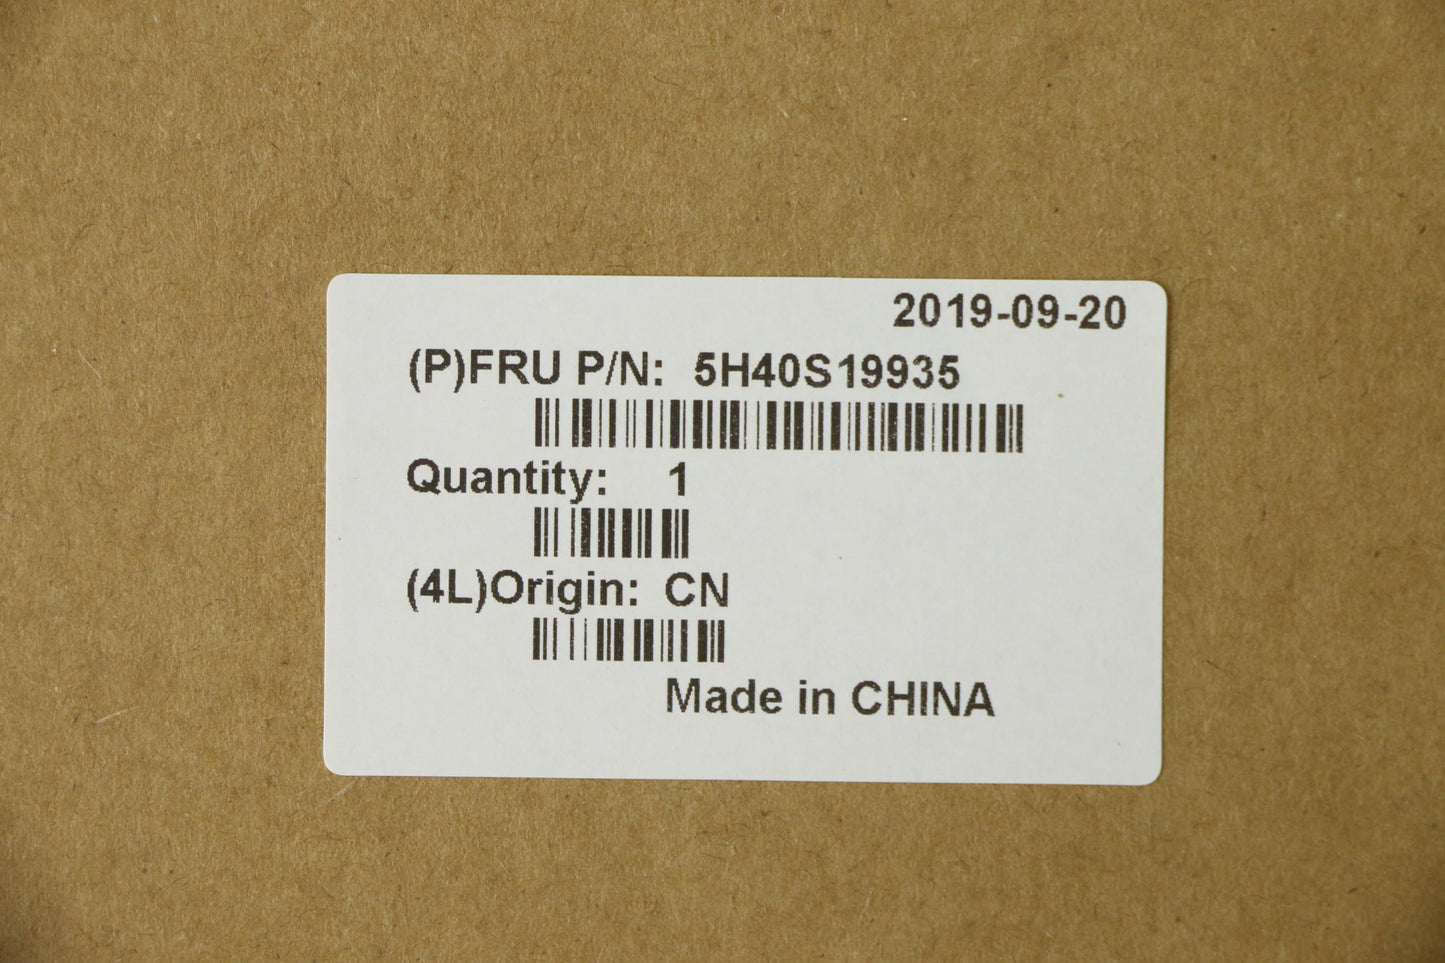 2019-09-20
(P)FRU P/N: 5H40S19935
Quantity: 1
(4L)Origin: CN
Made in CHINA